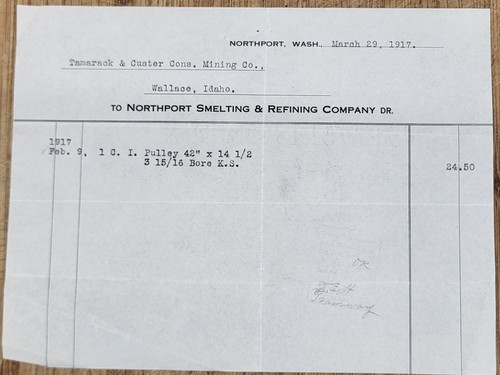 NORTHPORT, WASH., March 29, 1917.
Tamarack & Custer Cons. Mining Co.,
Wallace, Idaho.
TO NORTHPORT SMELTING & REFINING COMPANY DR.
1917
Feb. 9, 1 C. I. Pulley 42" x 14 1/2
3 15/16 Bore K.S. 24.50
OK
Tramway